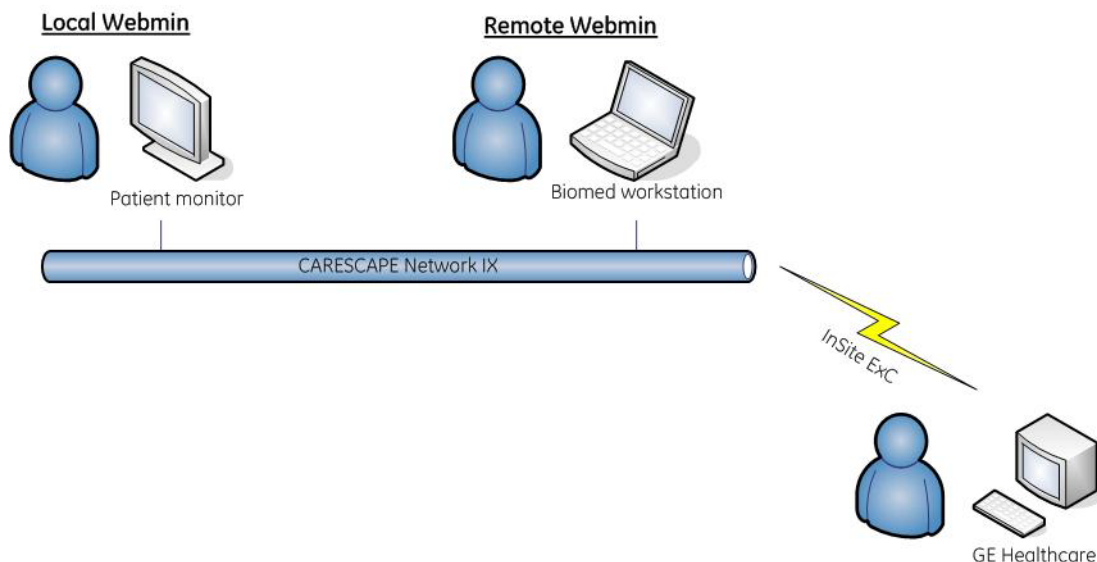 Local Webmin
Remote Webmin
Patient monitor
Biomed workstation
CARESCAPE Network IX
InSite ExC
GE Healthcare